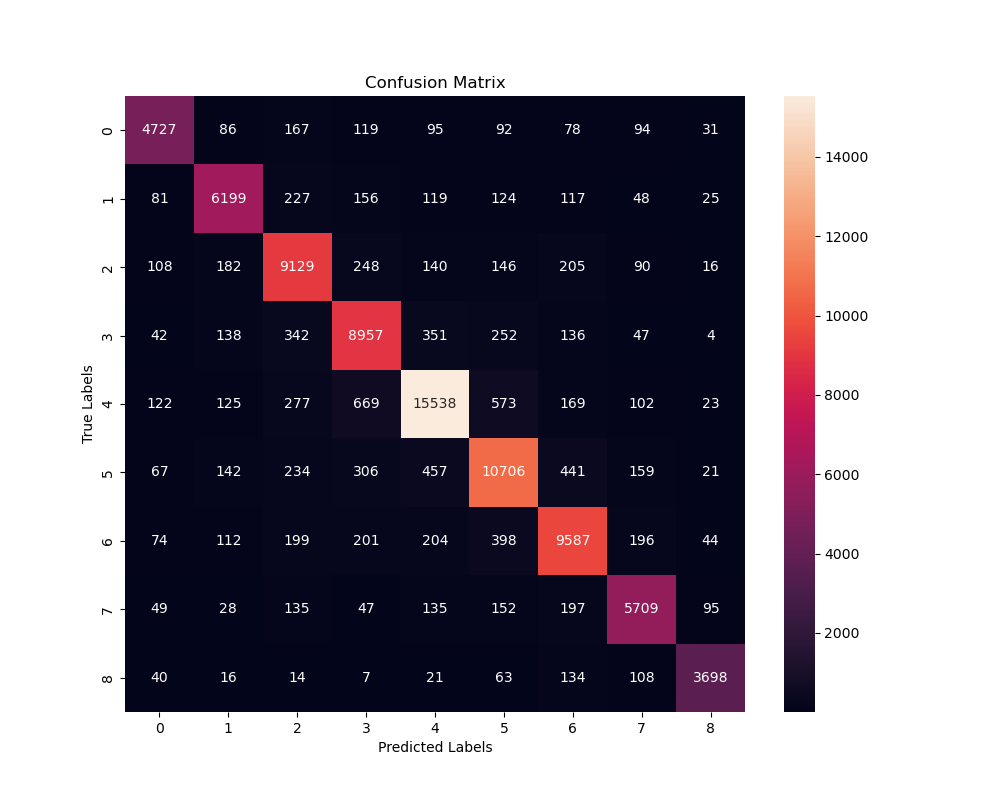 Confusion Matrix
0 4727 86 167 119 95 92 78 94 31
1 81 6199 227 156 119 124 117 48 25
2 108 182 9129 248 140 146 205 90 16
3 42 138 342 8957 351 252 136 47 4
4 122 125 277 669 15538 573 169 102 23
5 67 142 234 306 457 10706 441 159 21
6 74 112 199 201 204 398 9587 196 44
7 49 28 135 47 135 152 197 5709 95
8 40 16 14 7 21 63 134 108 3698
0 1 2 3 4 5 6 7 8
Predicted Labels
True Labels
14000
12000
10000
8000
6000
4000
2000